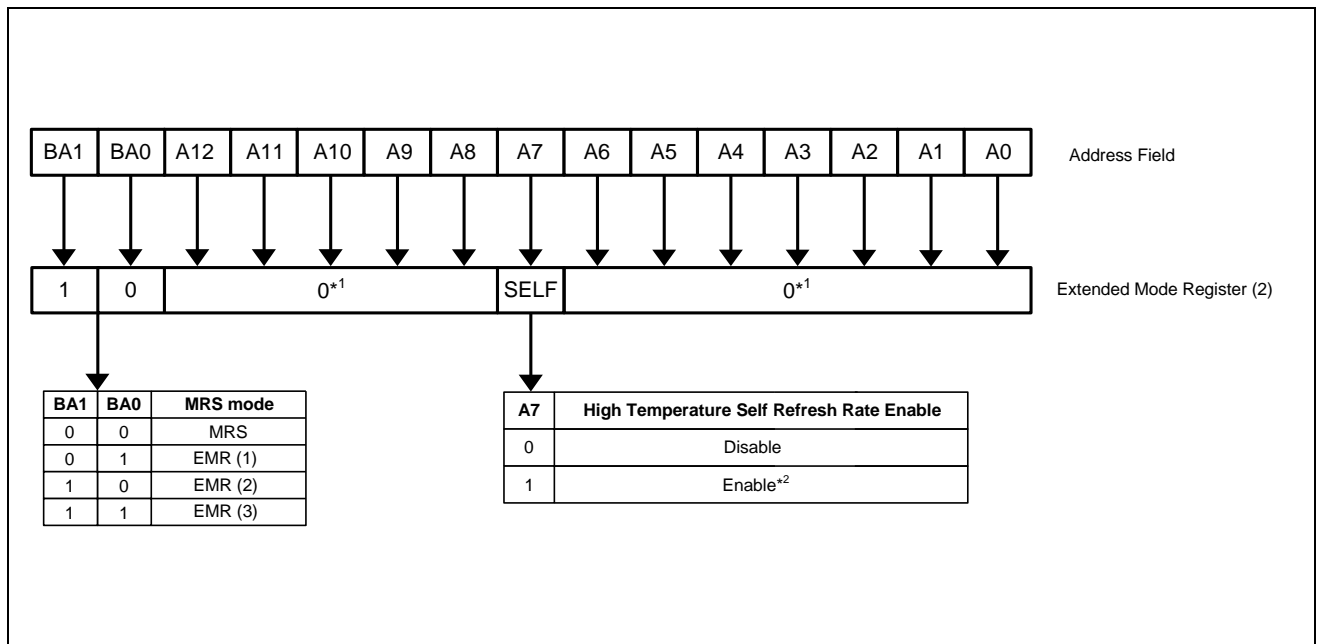 BA1 BA0 A12 A11 A10 A9 A8 A7 A6 A5 A4 A3 A2 A1 A0 Address Field
1 0 0*1 SELF 0*1 Extended Mode Register (2)
BA1 BA0 MRS mode
0 0 MRS
0 1 EMR (1)
1 0 EMR (2)
1 1 EMR (3)
A7 High Temperature Self Refresh Rate Enable
0 Disable
1 Enable*2